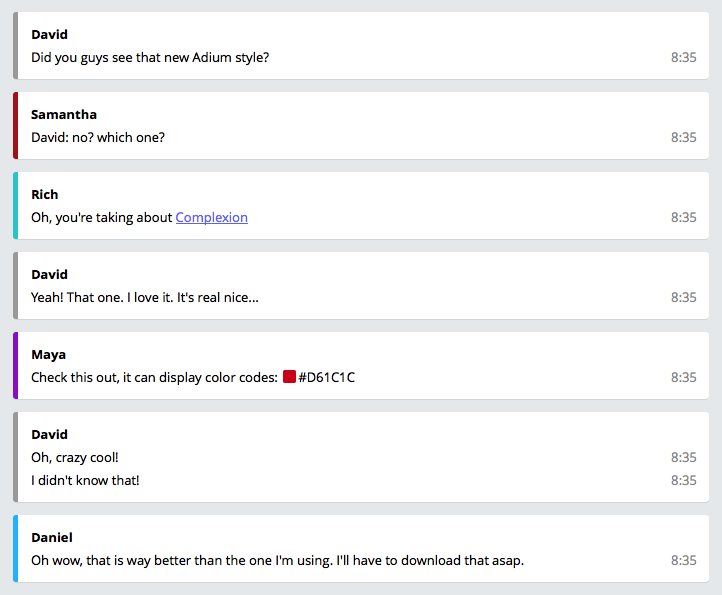 David
Did you guys see that new Adium style? 8:35
Samantha
David: no? which one? 8:35
Rich
Oh, you're taking about Complexion 8:35
David
Yeah! That one. I love it. It's real nice... 8:35
Maya
Check this out, it can display color codes: #D61C1C 8:35
David
Oh, crazy cool! 8:35
I didn't know that! 8:35
Daniel
Oh wow, that is way better than the one I'm using. I'll have to download that asap. 8:35